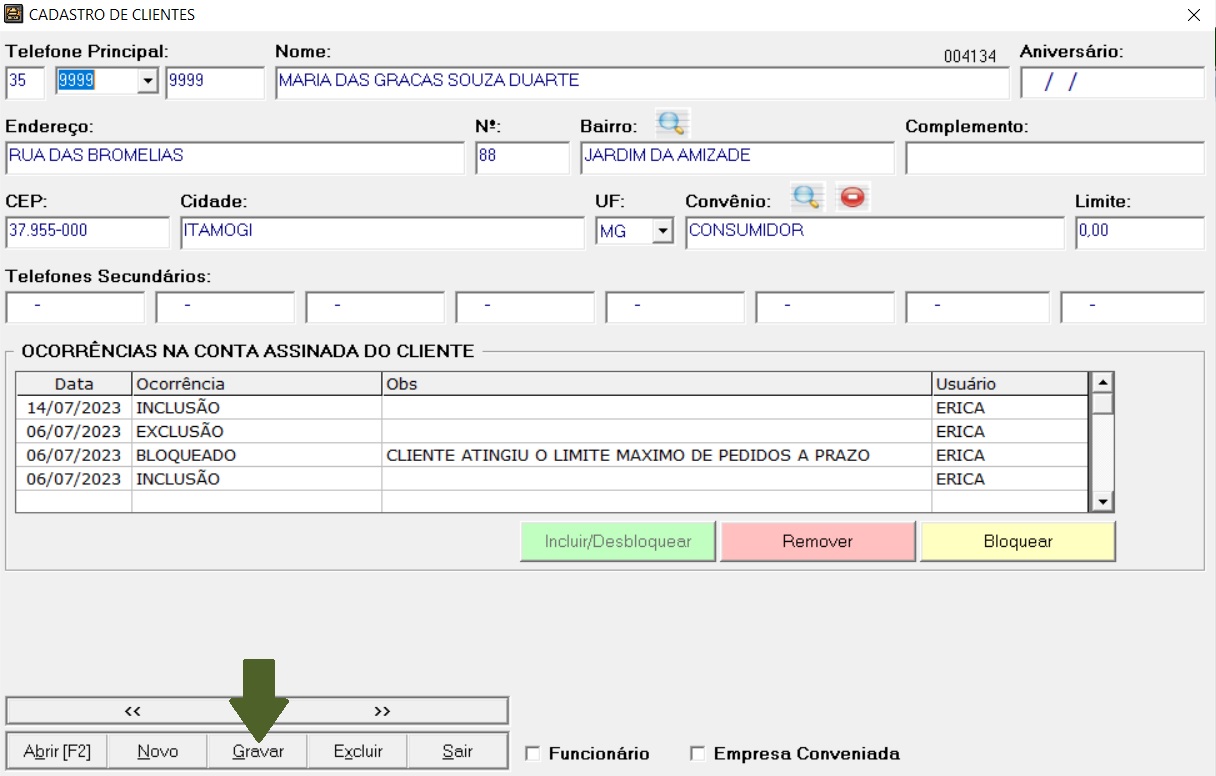 CADASTRO DE CLIENTES
Telefone Principal: Nome: 004134 Aniversário:
35 9999 9999 MARIA DAS GRACAS SOUZA DUARTE / /
Endereço: Nº: Bairro: Complemento:
RUA DAS BROMELIAS 88 JARDIM DA AMIZADE
CEP: Cidade: UF: Convênio: Limite:
37.955-000 ITAMOGI MG CONSUMIDOR 0,00
Telefones Secundários:
- - - - - - - -
OCORRÊNCIAS NA CONTA ASSINADA DO CLIENTE
Data Ocorrência Obs Usuário
14/07/2023 INCLUSÃO ERICA
06/07/2023 EXCLUSÃO ERICA
06/07/2023 BLOQUEADO CLIENTE ATINGIU O LIMITE MAXIMO DE PEDIDOS A PRAZO ERICA
06/07/2023 INCLUSÃO ERICA
Incluir/Desbloquear Remover Bloquear
<< >>
Abrir [F2] Novo Gravar Excluir Sair Funcionário Empresa Conveniada